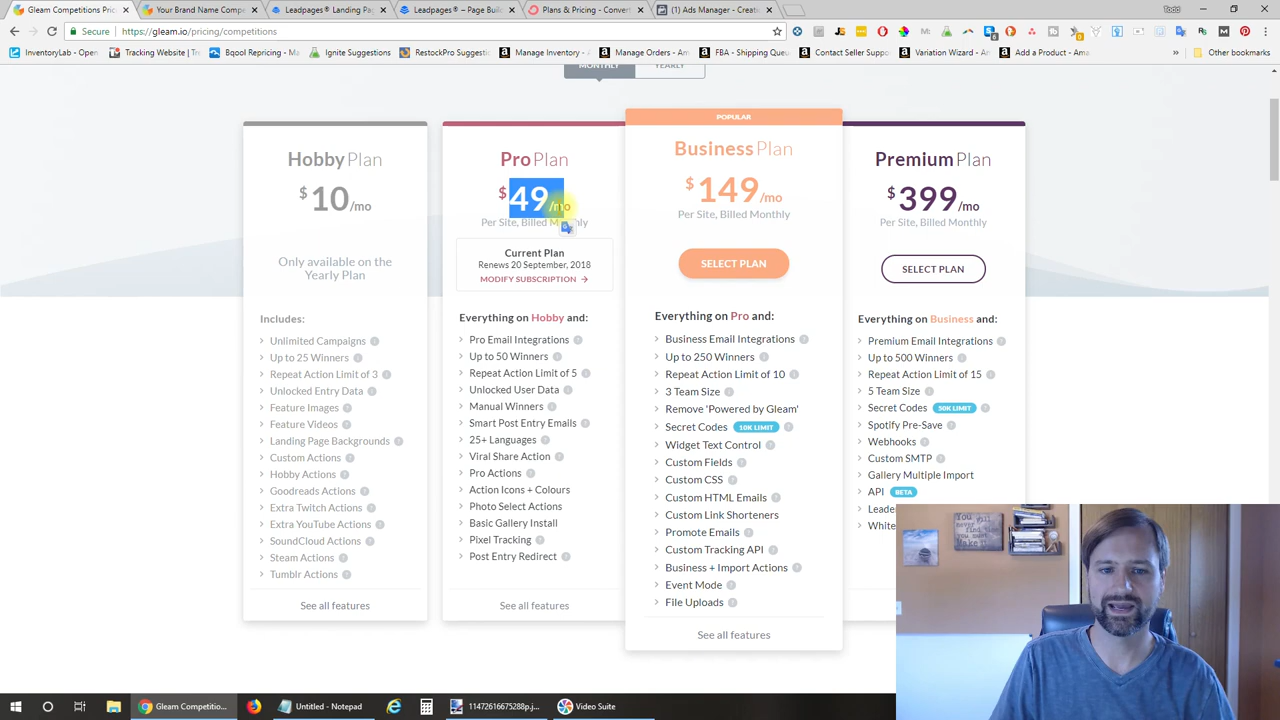 Gleam Competitions Pric
Your Brand Name Compe
Leadpages® Landing Pag
Leadpages® – Page Build
Plans & Pricing - Convert
(1) Ads Manager - Create
Todd
Secure
https://gleam.io/pricing/competitions
InventoryLab - Open
Tracking Website - No
Bqool Repricing - Ma
Ignite Suggestions
RestockPro Suggestio
Manage Inventory - A
Manage Orders - Am
FBA - Shipping Queue
Contact Seller Suppo
Variation Wizard - An
Add a Product - Ama
Other bookmarks
MONTHLY
YEARLY
Hobby Plan
$10/mo
Only available on the
Yearly Plan
Includes:
Unlimited Campaigns
Up to 25 Winners
Repeat Action Limit of 3
Unlocked Entry Data
Feature Images
Feature Videos
Landing Page Backgrounds
Custom Actions
Hobby Actions
Goodreads Actions
Extra Twitch Actions
Extra YouTube Actions
SoundCloud Actions
Steam Actions
Tumblr Actions
See all features
Pro Plan
$49/mo
Per Site, Billed Monthly
Current Plan
Renews 20 September, 2018
MODIFY SUBSCRIPTION
Everything on Hobby and:
Pro Email Integrations
Up to 50 Winners
Repeat Action Limit of 5
Unlocked User Data
Manual Winners
Smart Post Entry Emails
25+ Languages
Viral Share Action
Pro Actions
Action Icons + Colours
Photo Select Actions
Basic Gallery Install
Pixel Tracking
Post Entry Redirect
See all features
POPULAR
Business Plan
$149/mo
Per Site, Billed Monthly
SELECT PLAN
Everything on Pro and:
Business Email Integrations
Up to 250 Winners
Repeat Action Limit of 10
3 Team Size
Remove 'Powered by Gleam'
Secret Codes 10K LIMIT
Widget Text Control
Custom Fields
Custom CSS
Custom HTML Emails
Custom Link Shorteners
Promote Emails
Custom Tracking API
Business + Import Actions
Event Mode
File Uploads
See all features
Premium Plan
$399/mo
Per Site, Billed Monthly
SELECT PLAN
Everything on Business and:
Premium Email Integrations
Up to 500 Winners
Repeat Action Limit of 15
5 Team Size
Secret Codes 50K LIMIT
Spotify Pre-Save
Webhooks
Custom SMTP
Gallery Multiple Import
API BETA
Leade
White
Gleam Competitio...
Untitled - Notepad
11472616675288p.j...
Video Suite